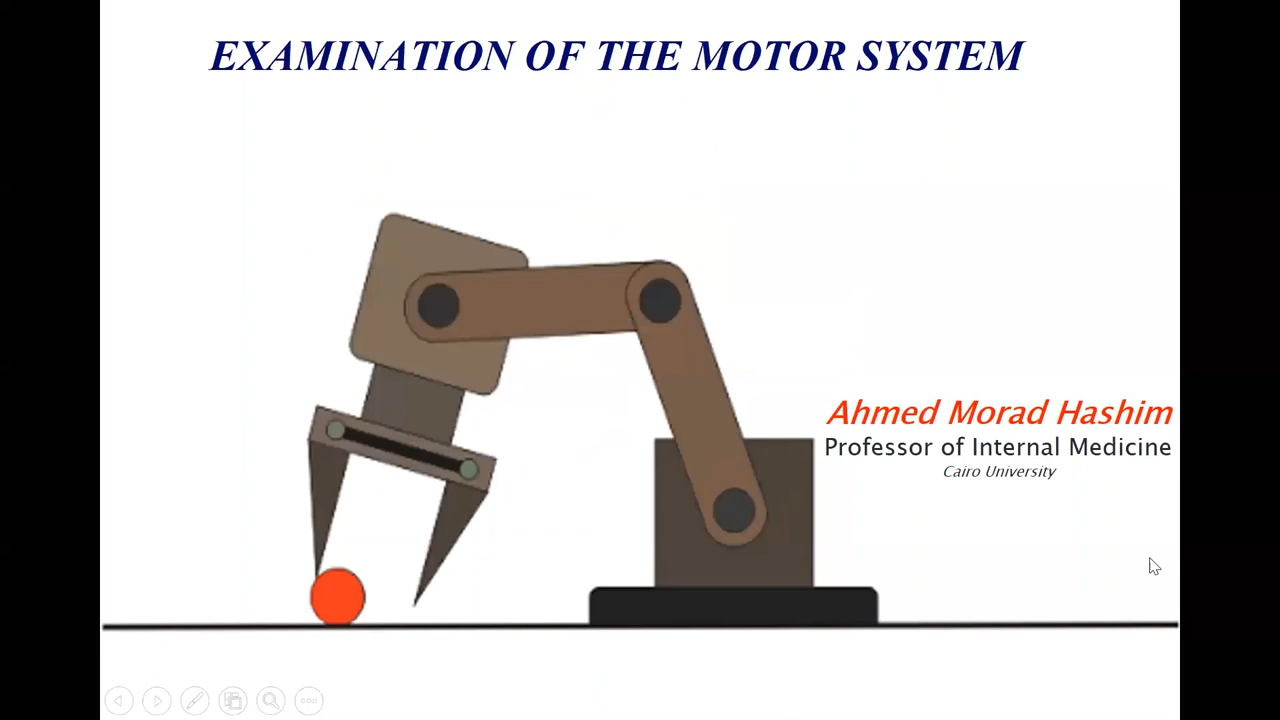 EXAMINATION OF THE MOTOR SYSTEM
Ahmed Morad Hashim
Professor of Internal Medicine
Cairo University